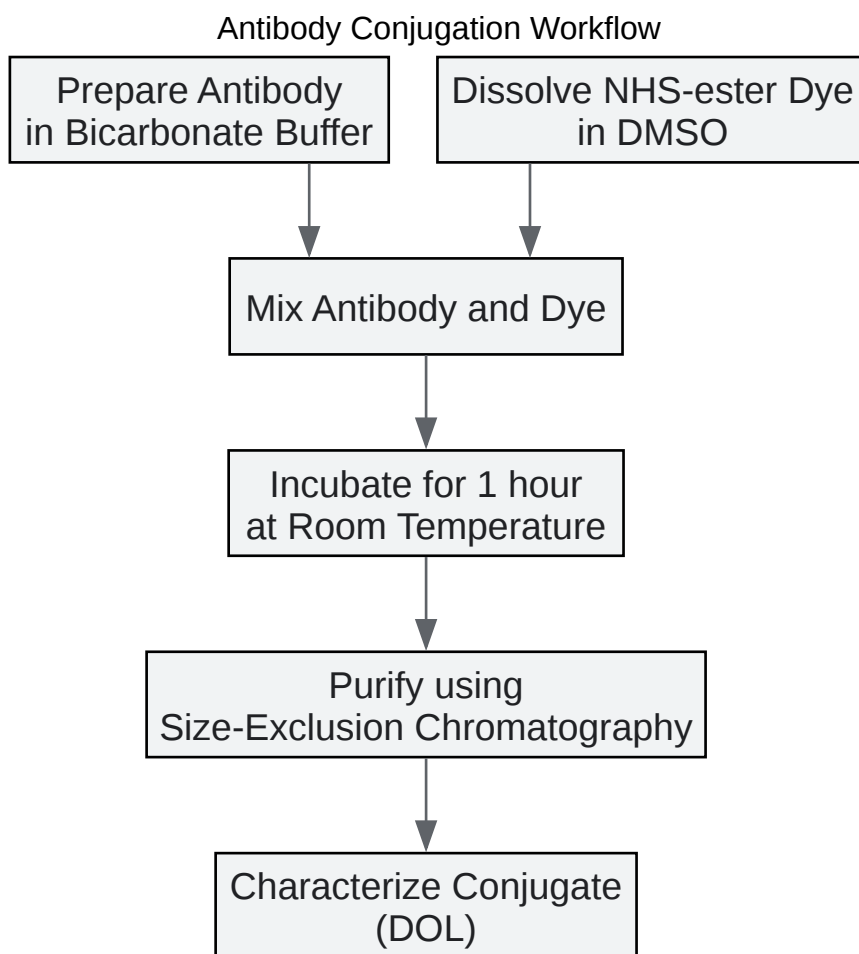 Antibody Conjugation Workflow
Prepare Antibody
in Bicarbonate Buffer
Dissolve NHS-ester Dye
in DMSO
Mix Antibody and Dye
Incubate for 1 hour
at Room Temperature
Purify using
Size-Exclusion Chromatography
Characterize Conjugate
(DOL)